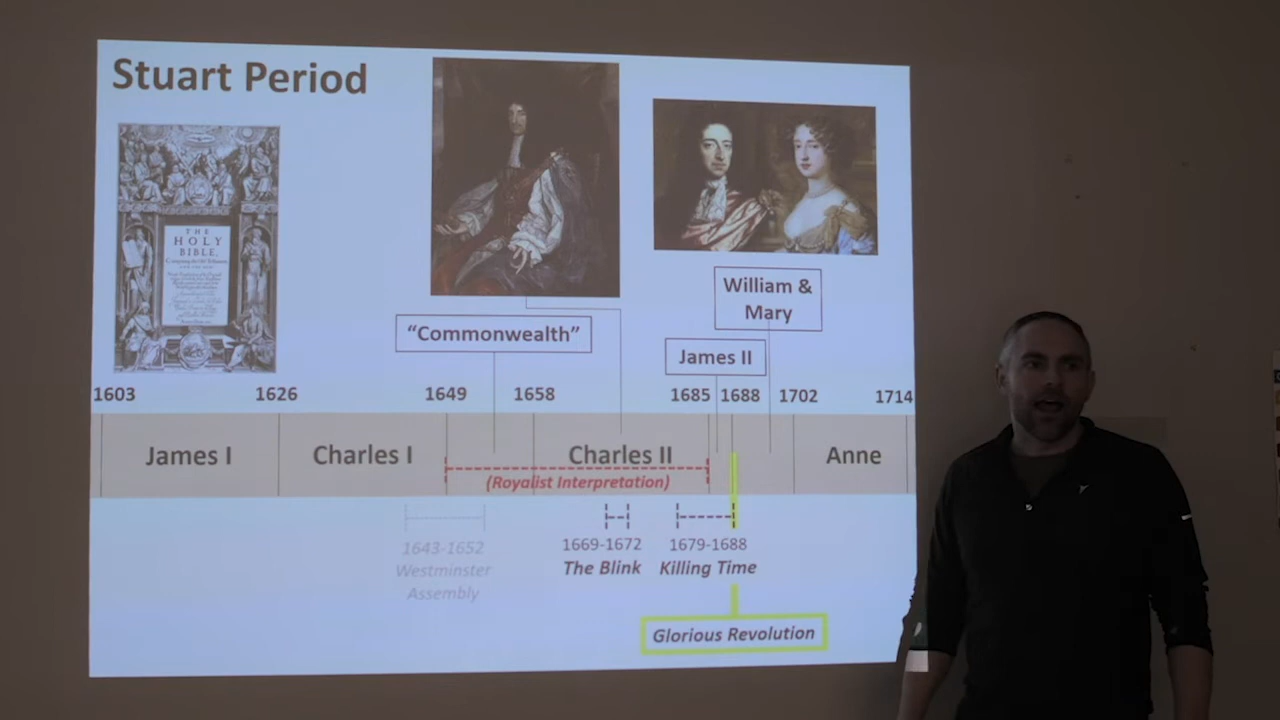 Stuart Period
THE
HOLY
BIBLE,
"Commonwealth"
William &
Mary
James II
1603
1626
1649
1658
1685
1688
1702
1714
James I
Charles I
Charles II
Anne
(Royalist Interpretation)
1643-1652
Westminster
Assembly
1669-1672
The Blink
1679-1688
Killing Time
Glorious Revolution